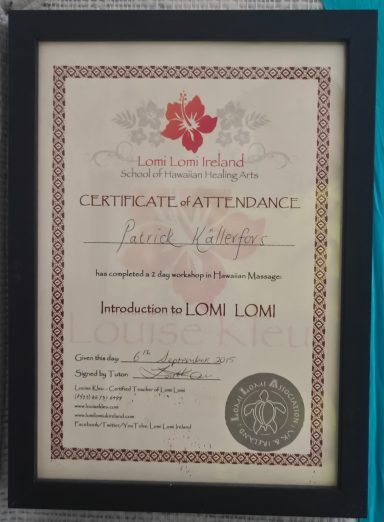 Lomi Lomi Ireland
School of Hawaiian Healing Arts
CERTIFICATE of ATTENDANCE
Patrick Källerfors
has completed a 2 day workshop in Hawaiian Massage:
Introduction to LOMI LOMI
Louise Kleu
Given this day: 6th September 2015
Signed by Tutor:
Louise Kleu - Certified Teacher of Lomi Lomi
www.louisekleu.com
www.lomilomiukireland.com
Facebook/Twitter/YouTube: Lomi Lomi Ireland
LOMI LOMI ASSOCIATION
UK & IRELAND